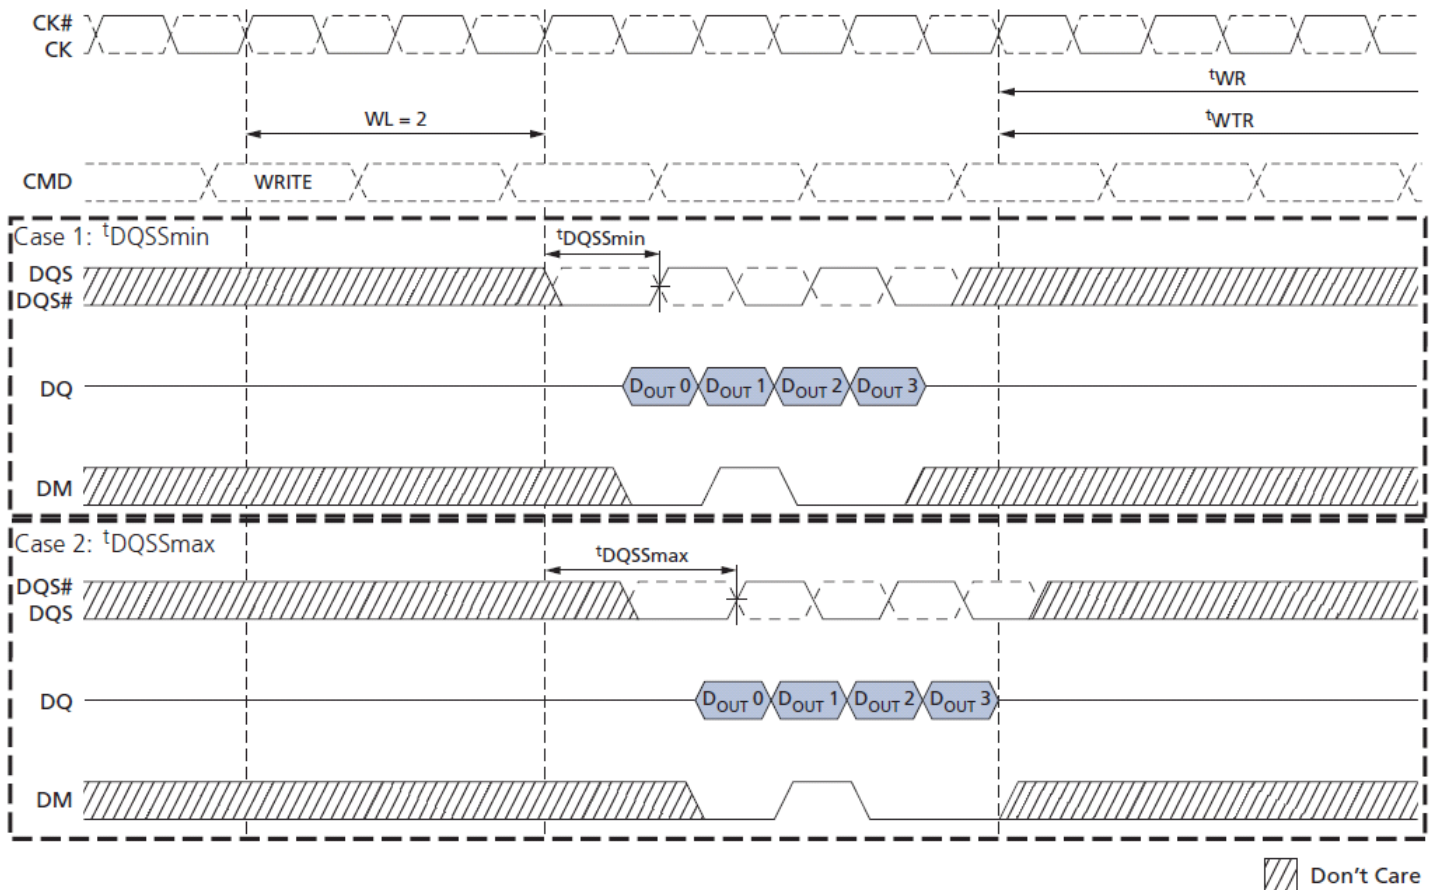 CK#
CK
tWR
WL = 2
tWTR
CMD
WRITE
Case 1: tDQSSmin
tDQSSmin
DQS
DQS#
DQ
DOUT 0 DOUT 1 DOUT 2 DOUT 3
DM
Case 2: tDQSSmax
tDQSSmax
DQS#
DQS
DQ
DOUT 0 DOUT 1 DOUT 2 DOUT 3
DM
Don't Care